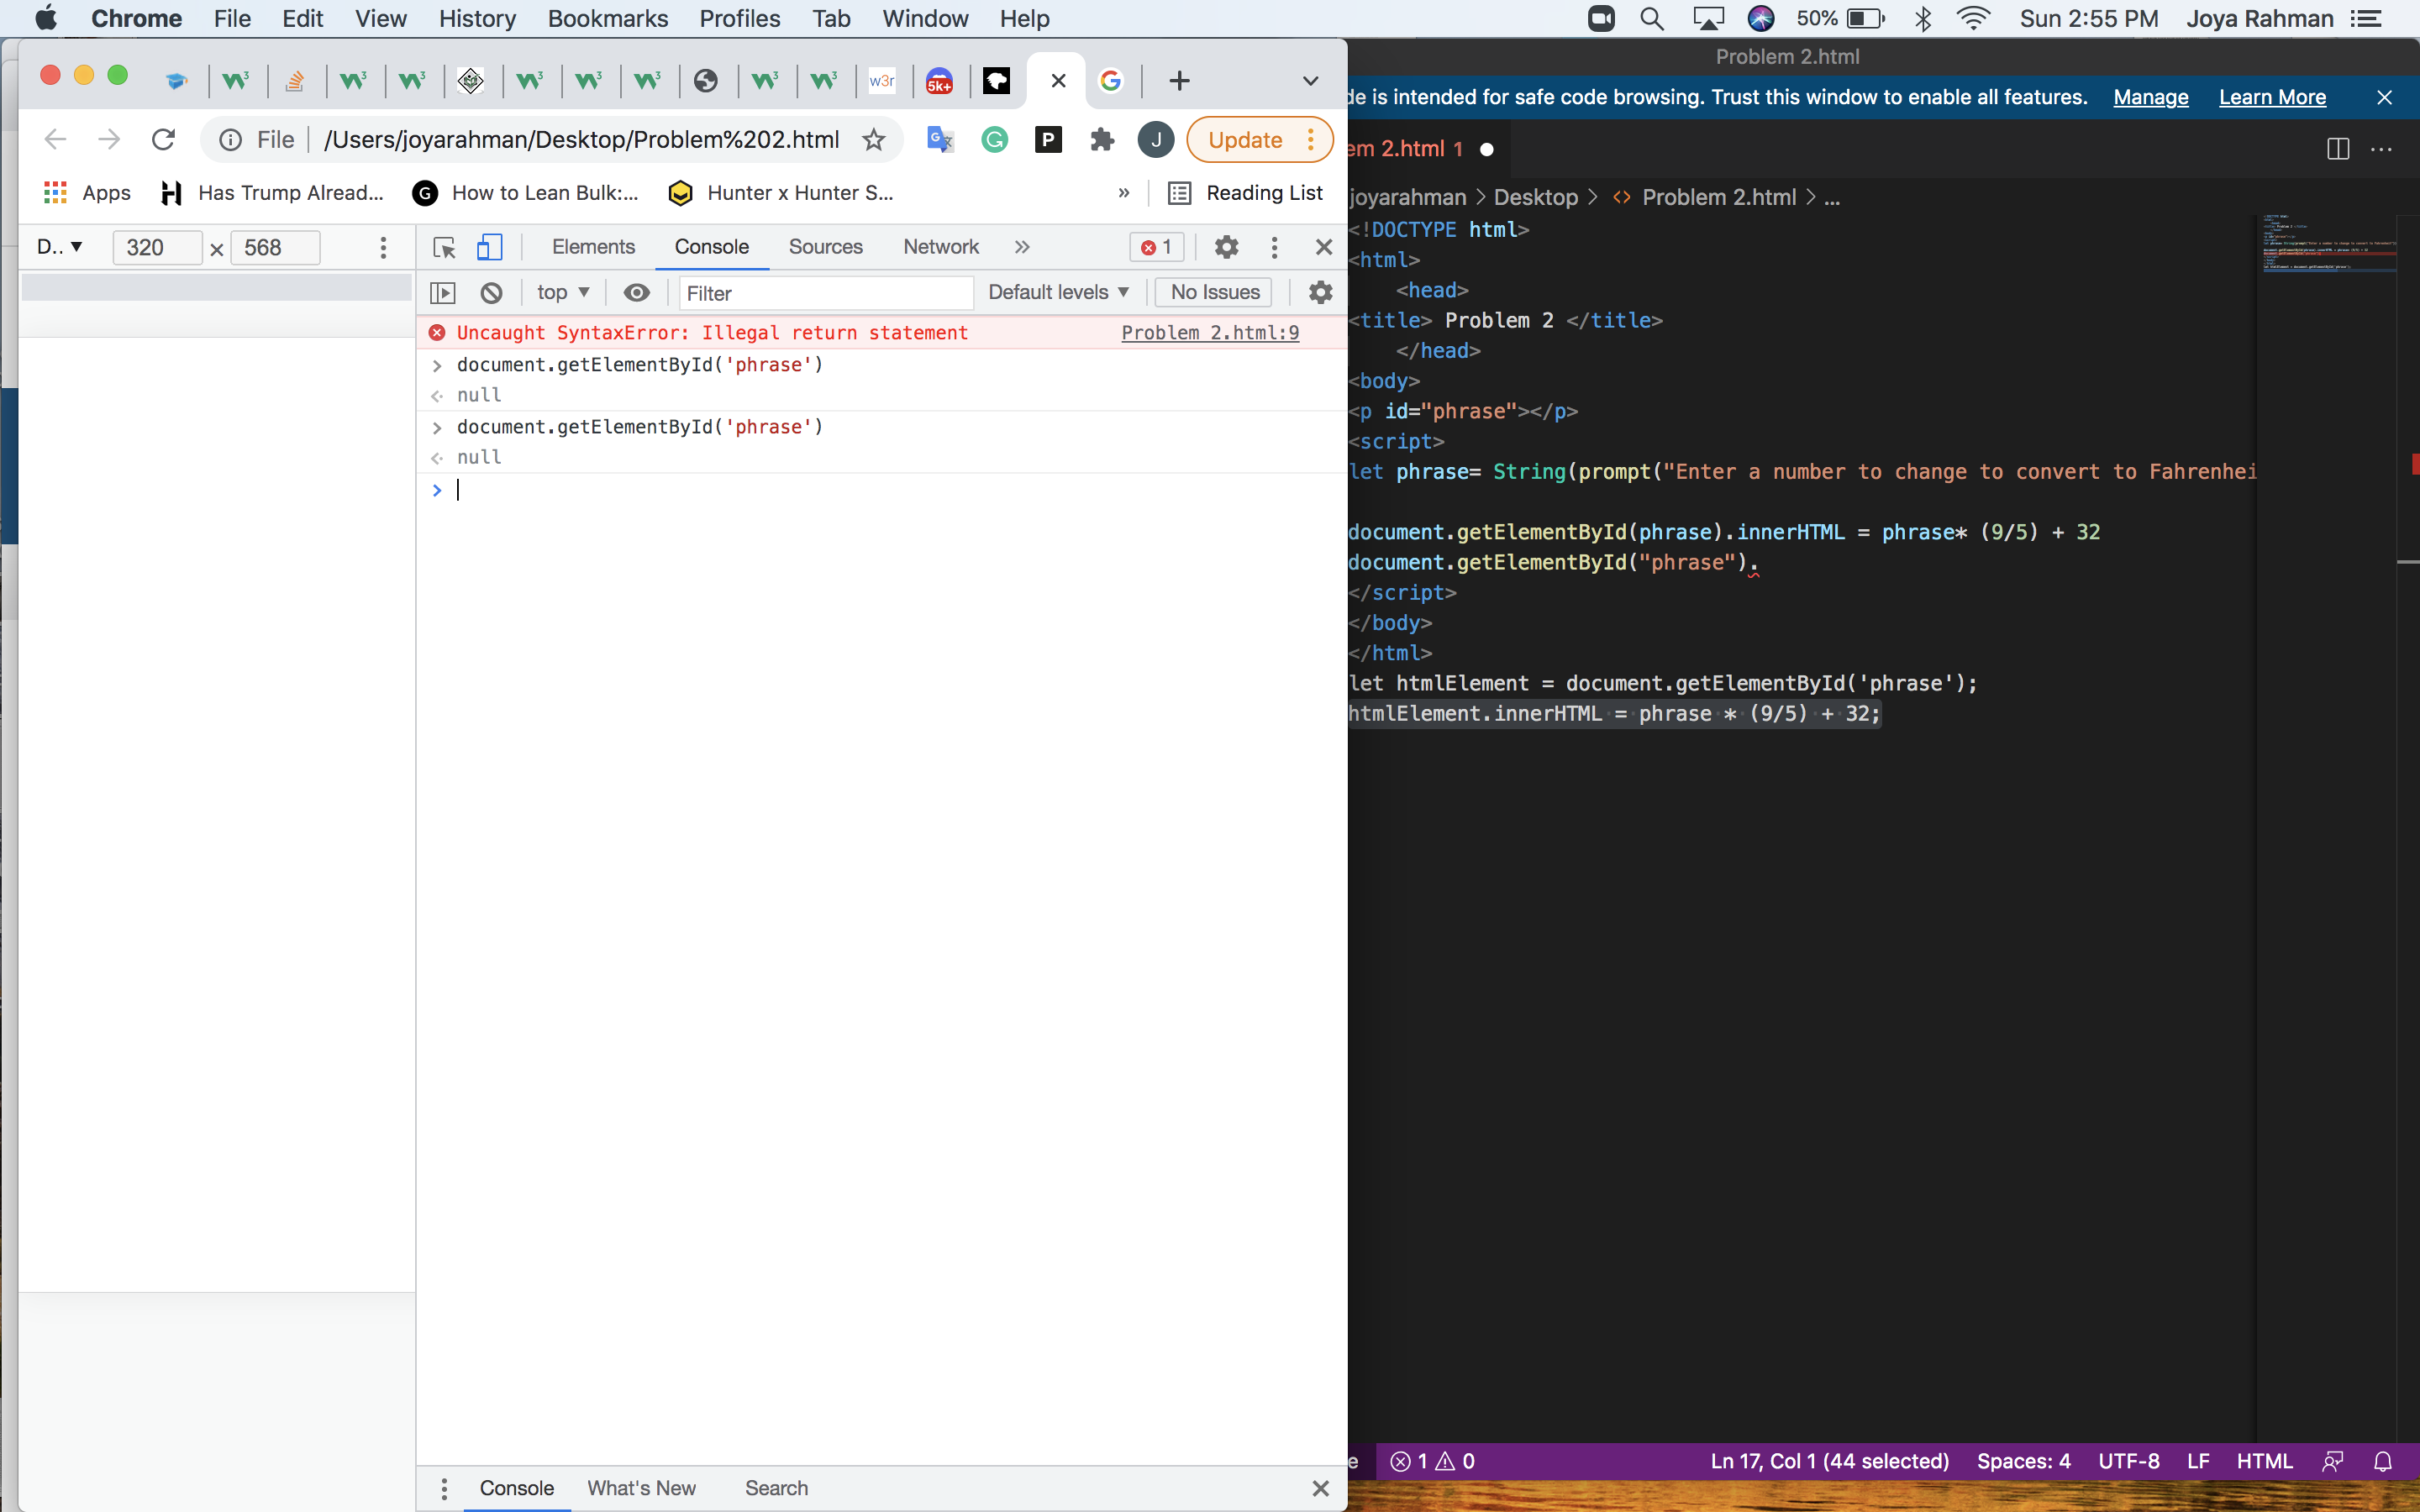 Chrome File Edit View History Bookmarks Profiles Tab Window Help 50% Sun 2:55 PM Joya Rahman
w3r 5k+
File /Users/joyarahman/Desktop/Problem%202.html P J Update
Apps Has Trump Alread... How to Lean Bulk:... Hunter x Hunter S... » Reading List
D.. ▼ 320 × 568 Elements Console Sources Network » 1
top ▼ Filter Default levels ▼ No Issues
Uncaught SyntaxError: Illegal return statement Problem 2.html:9
> document.getElementById('phrase')
null
> document.getElementById('phrase')
null
>
Console What's New Search
Problem 2.html
de is intended for safe code browsing. Trust this window to enable all features. Manage Learn More
em 2.html 1
joyarahman > Desktop > <> Problem 2.html > ...
<!DOCTYPE html>
<html>
<head>
<title> Problem 2 </title>
</head>
<body>
<p id="phrase"></p>
<script>
let phrase= String(prompt("Enter a number to change to convert to Fahrenhei
document.getElementById(phrase).innerHTML = phrase* (9/5) + 32
document.getElementById("phrase").
</script>
</body>
</html>
let htmlElement = document.getElementById('phrase');
htmlElement.innerHTML = phrase * (9/5) + 32;
e 1 0 Ln 17, Col 1 (44 selected) Spaces: 4 UTF-8 LF HTML